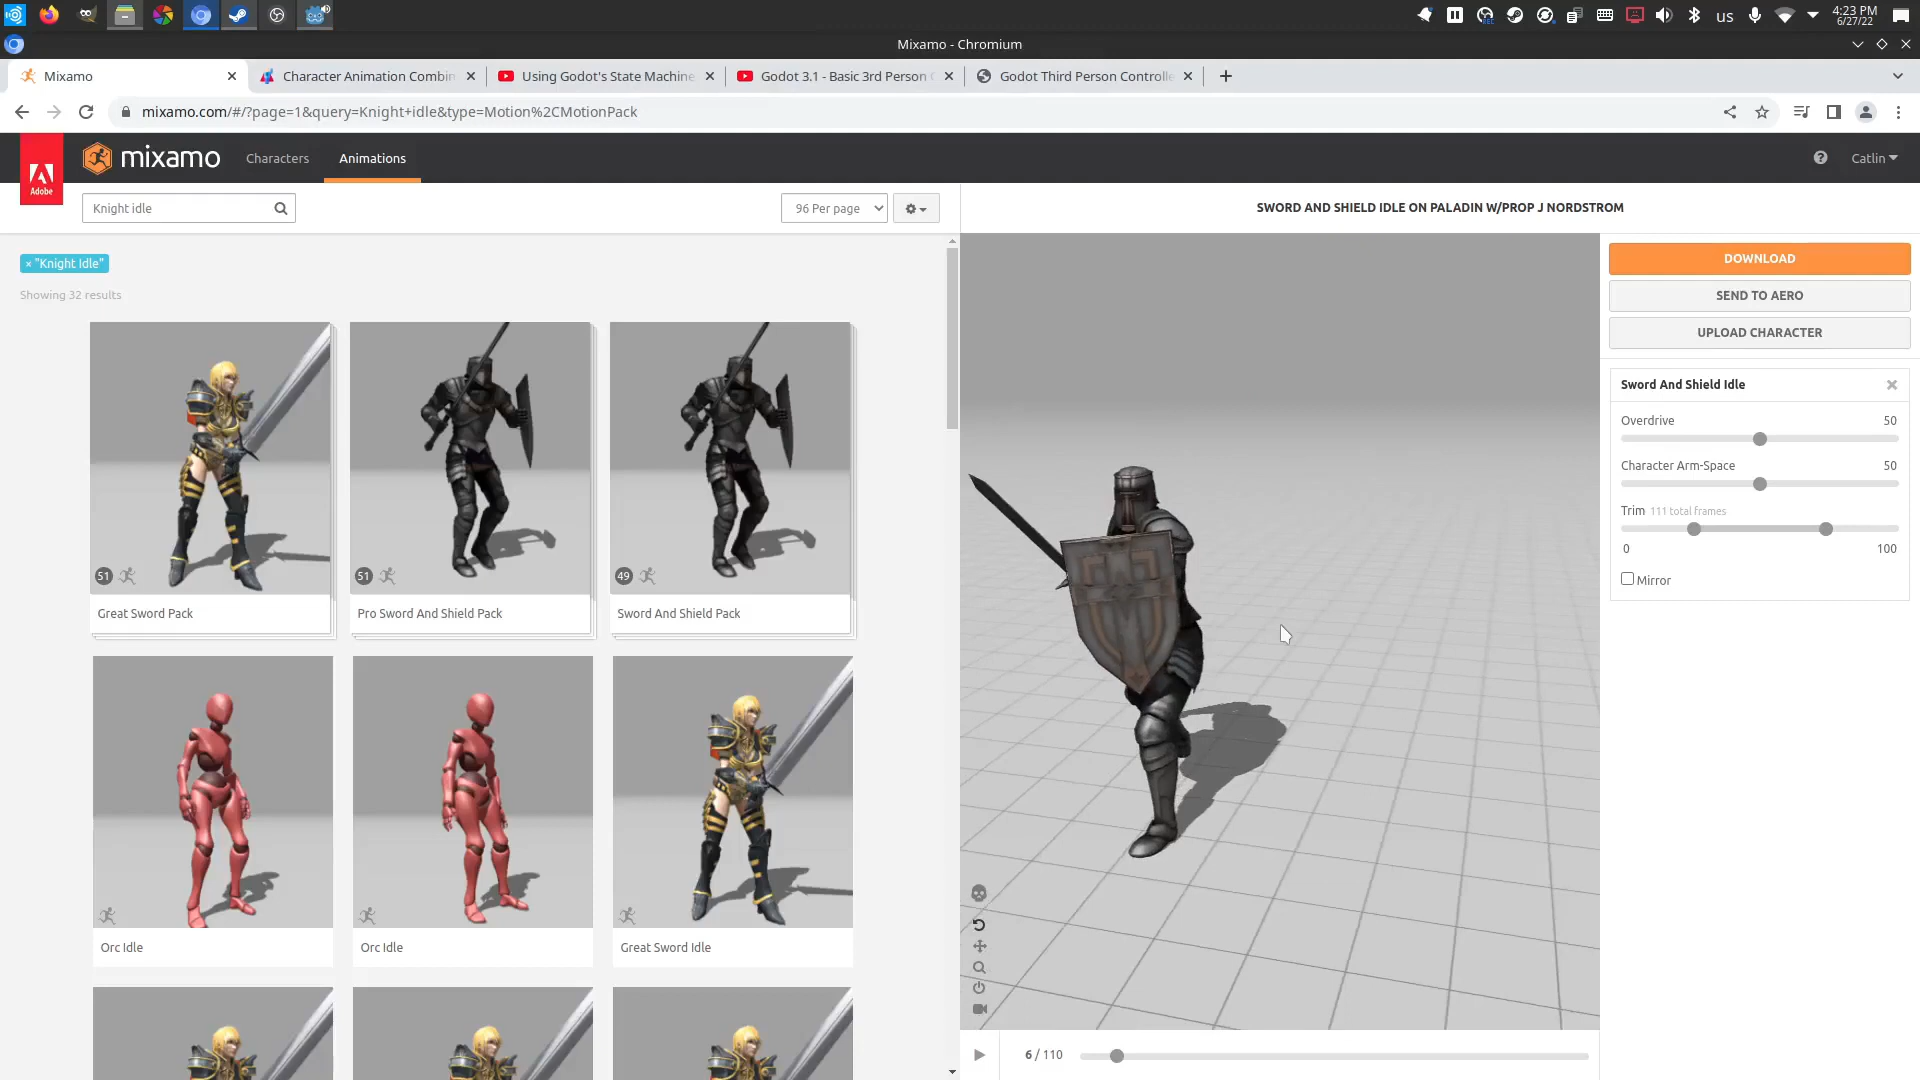 us
4:23 PM
6/27/22
Mixamo - Chromium
Mixamo
Character Animation Combin
Using Godot's State Machine
Godot 3.1 - Basic 3rd Person C
Godot Third Person Controlle
mixamo.com/#/?page=1&query=Knight+idle&type=Motion%2CMotionPack
Adobe
mixamo
Characters
Animations
Catlin
Knight idle
96 Per page
SWORD AND SHIELD IDLE ON PALADIN W/PROP J NORDSTROM
× "Knight Idle"
Showing 32 results
51
Great Sword Pack
51
Pro Sword And Shield Pack
49
Sword And Shield Pack
Orc Idle
Orc Idle
Great Sword Idle
DOWNLOAD
SEND TO AERO
UPLOAD CHARACTER
Sword And Shield Idle
Overdrive 50
Character Arm-Space 50
Trim 111 total frames
0 100
Mirror
6 / 110